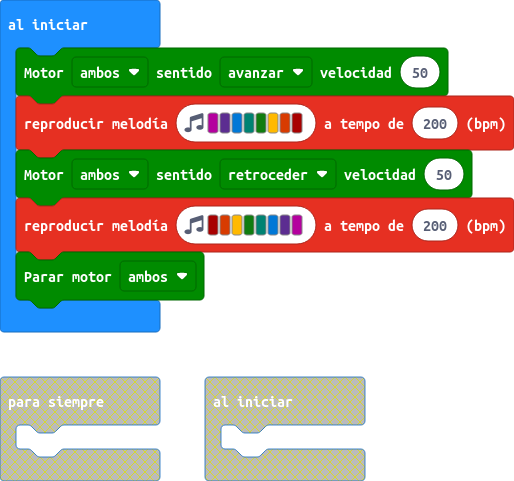 al iniciar
Motor ambos sentido avanzar velocidad 50
reproducir melodía a tempo de 200 (bpm)
Motor ambos sentido retroceder velocidad 50
reproducir melodía a tempo de 200 (bpm)
Parar motor ambos
para siempre al iniciar